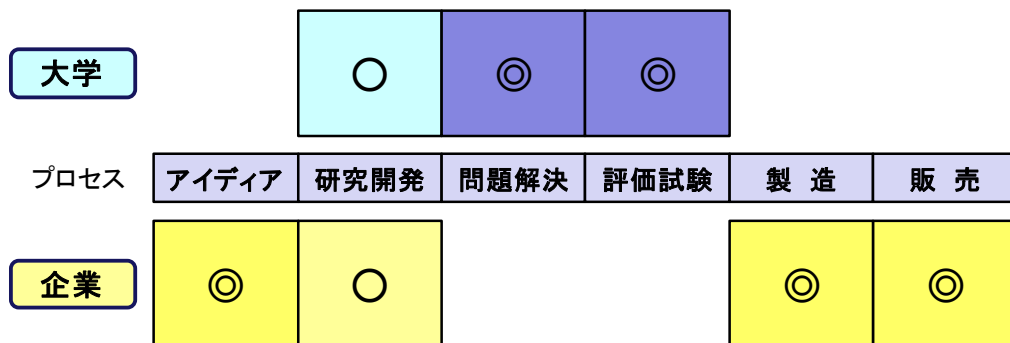 大学 ○ ◎ ◎
プロセス アイディア 研究開発 問題解決 評価試験 製 造 販 売
企業 ◎ ○ ◎ ◎